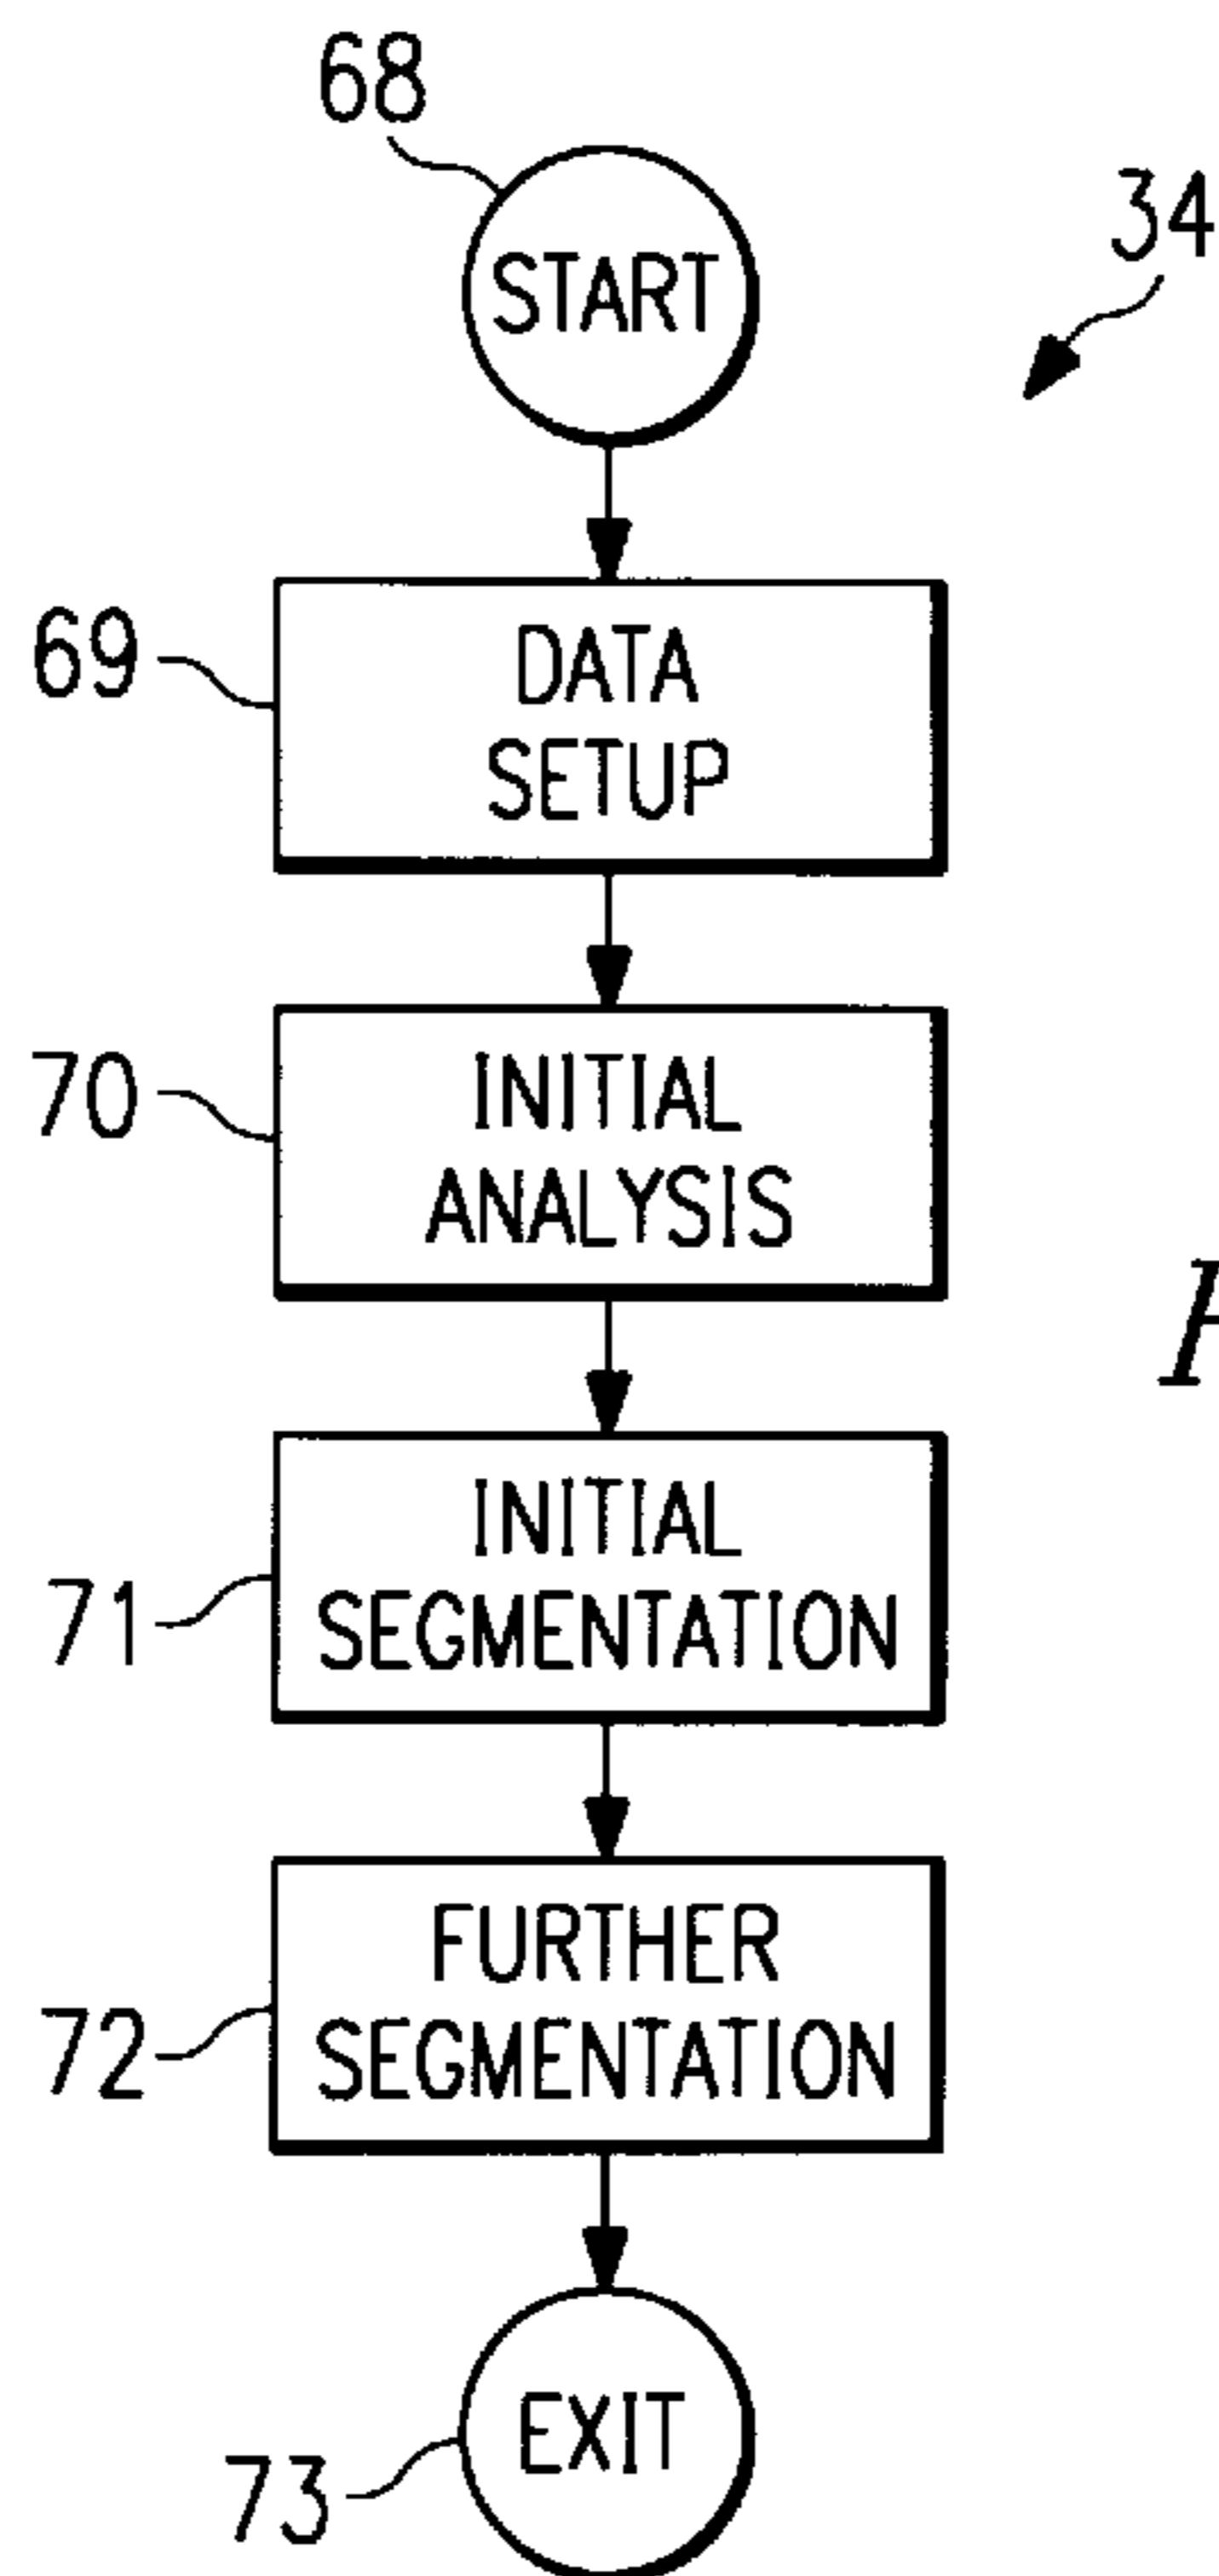 68
START
34
69
DATA
SETUP
70
INITIAL
ANALYSIS
71
INITIAL
SEGMENTATION
72
FURTHER
SEGMENTATION
73
EXIT